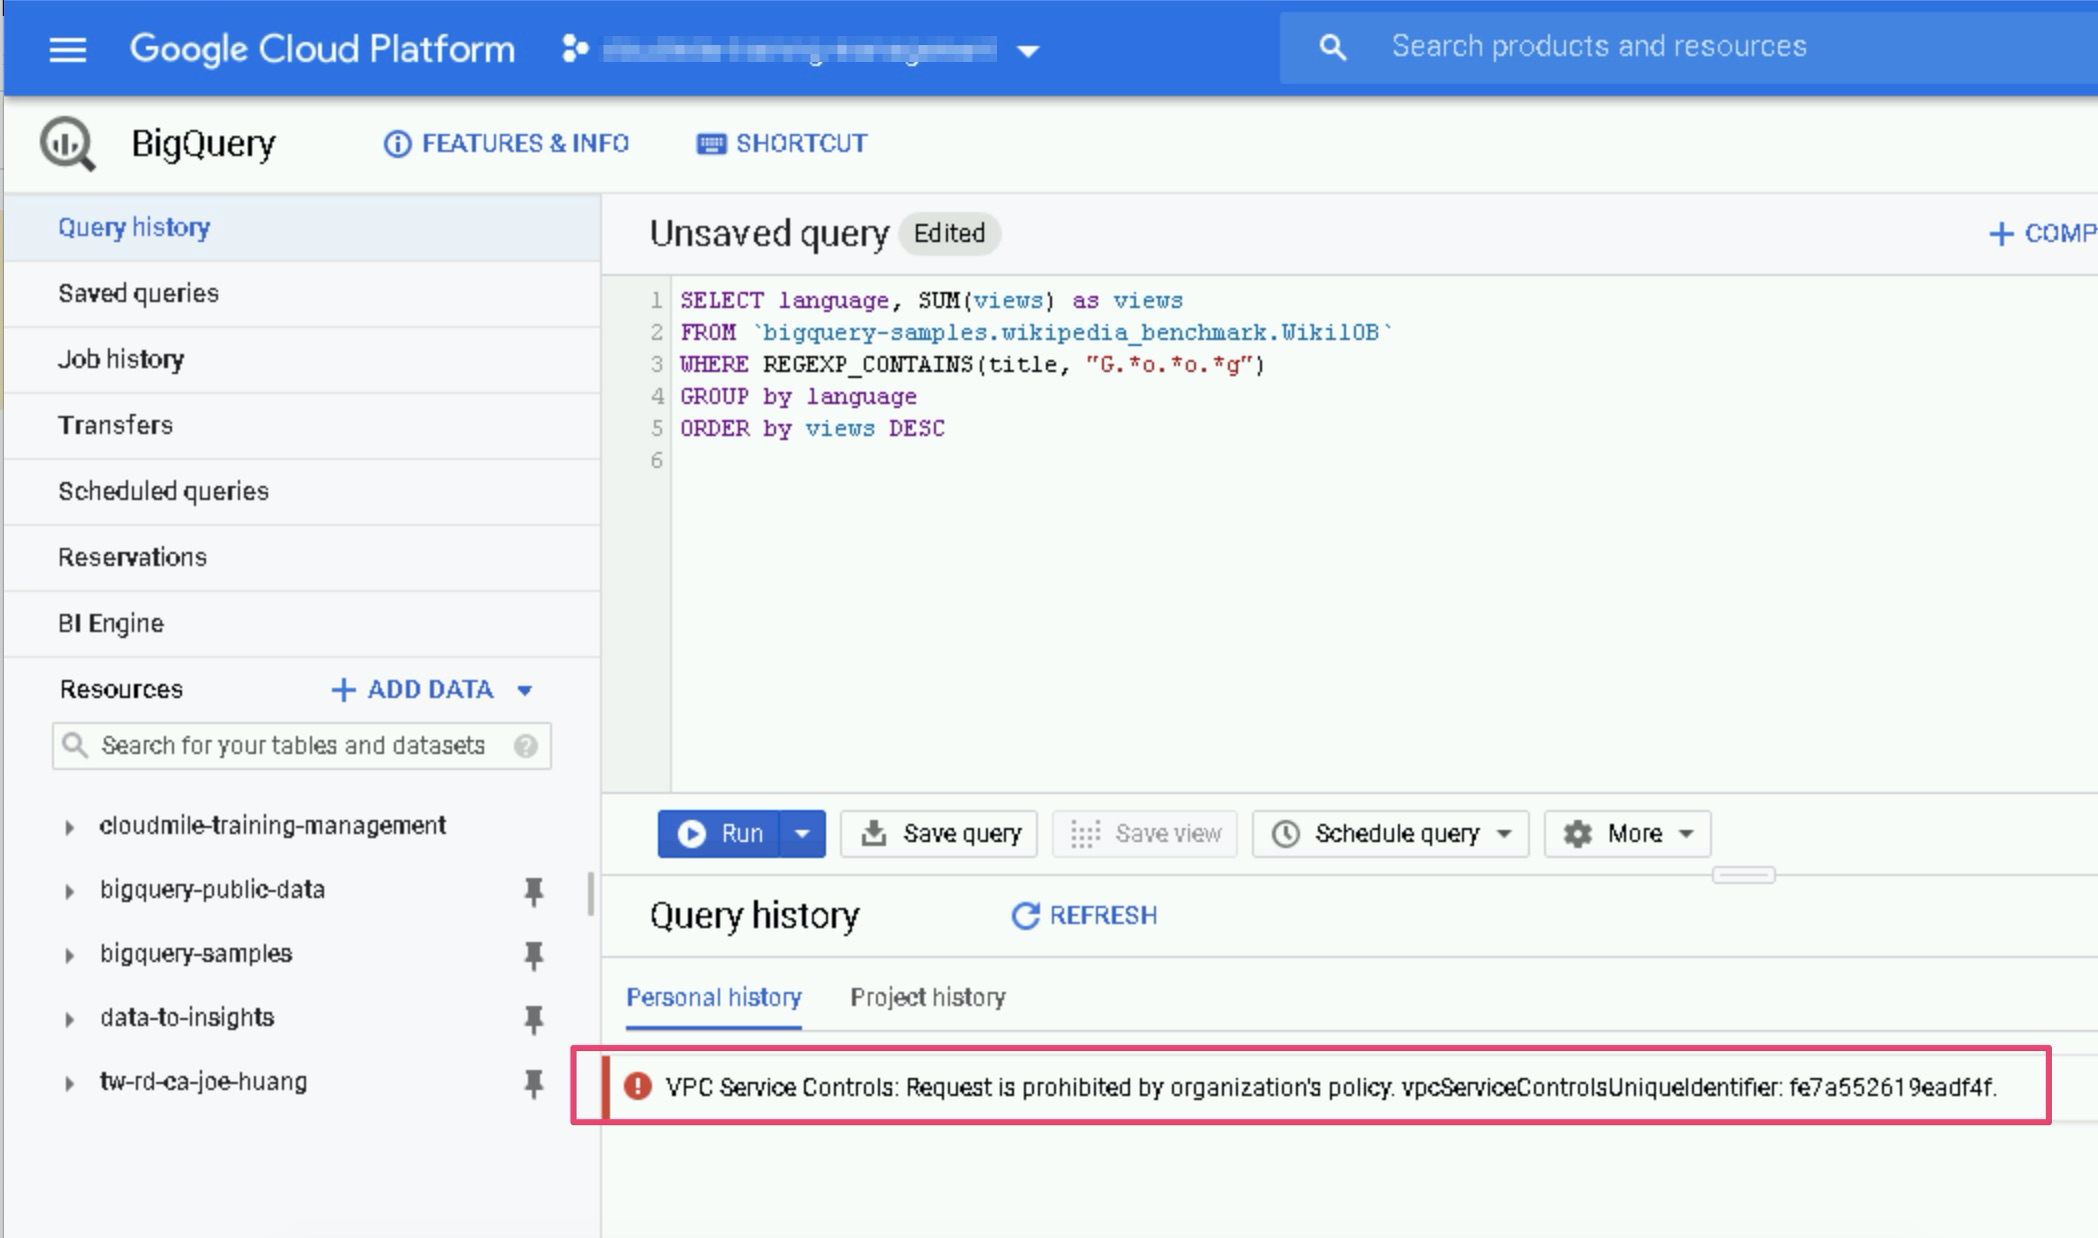 Google Cloud Platform
Search products and resources
BigQuery FEATURES & INFO SHORTCUT
Query history
Saved queries
Job history
Transfers
Scheduled queries
Reservations
BI Engine
Resources + ADD DATA
Search for your tables and datasets
cloudmile-training-management
bigquery-public-data
bigquery-samples
data-to-insights
tw-rd-ca-joe-huang
Unsaved query Edited
+ COMP
1 SELECT language, SUM(views) as views
2 FROM `bigquery-samples.wikipedia_benchmark.Wiki10B`
3 WHERE REGEXP_CONTAINS(title, "G.*o.*o.*g")
4 GROUP by language
5 ORDER by views DESC
6
Run Save query Save view Schedule query More
Query history REFRESH
Personal history Project history
VPC Service Controls: Request is prohibited by organization's policy. vpcServiceControlsUniqueIdentifier: fe7a552619eadf4f.